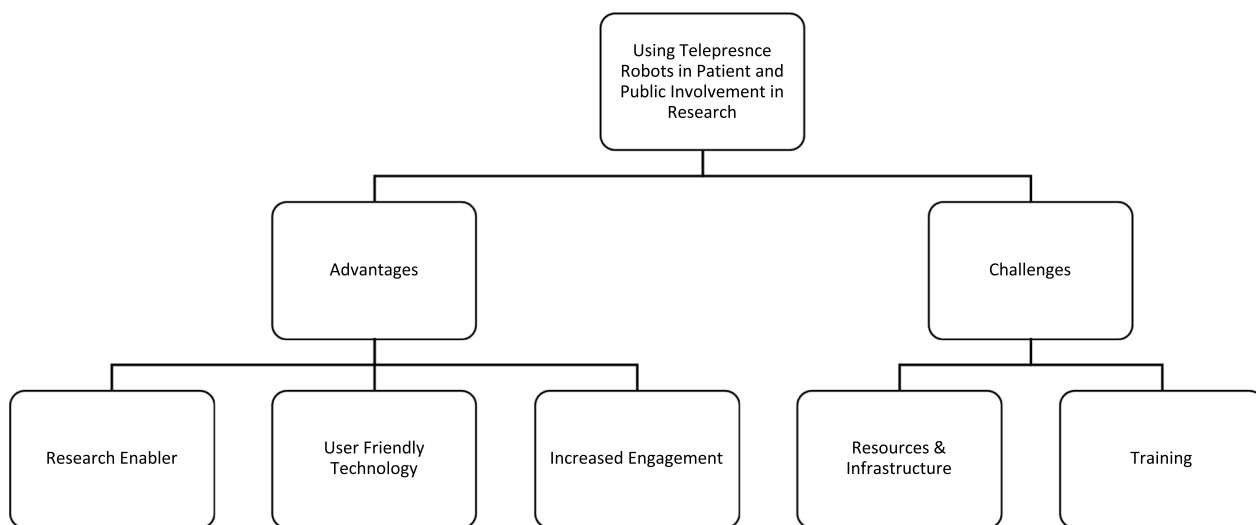 Using Telepresnce
Robots in Patient and
Public Involvement in
Research
Advantages
Challenges
Research Enabler
User Friendly
Technology
Increased Engagement
Resources &
Infrastructure
Training